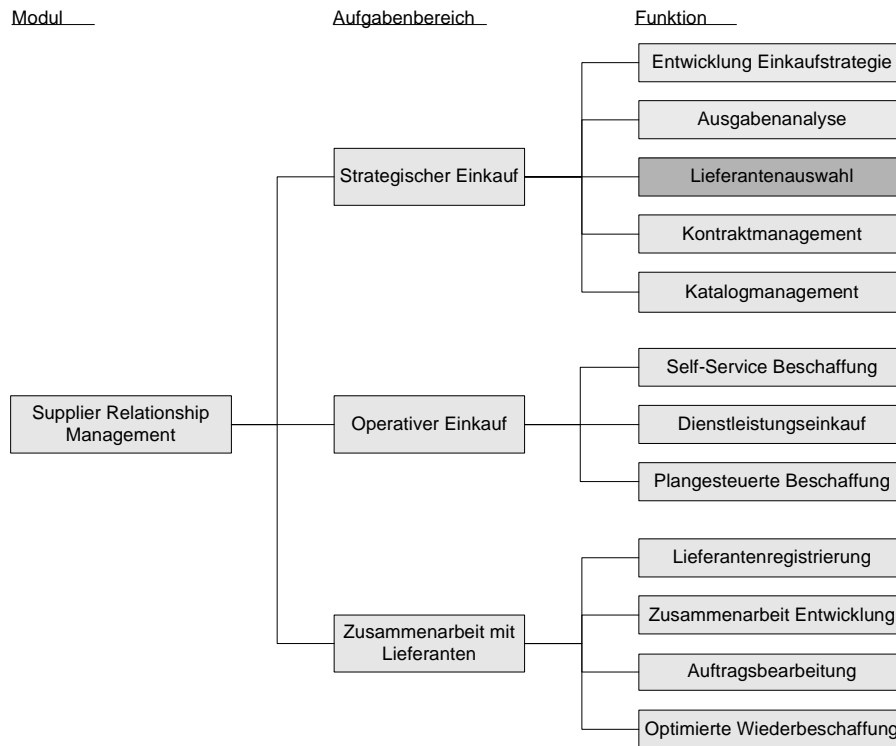 Modul
Aufgabenbereich
Funktion
Entwicklung Einkaufstrategie
Ausgabenanalyse
Strategischer Einkauf
Lieferantenauswahl
Kontraktmanagement
Katalogmanagement
Self-Service Beschaffung
Supplier Relationship
Management
Operativer Einkauf
Dienstleistungseinkauf
Plangesteuerte Beschaffung
Lieferantenregistrierung
Zusammenarbeit mit
Lieferanten
Zusammenarbeit Entwicklung
Auftragsbearbeitung
Optimierte Wiederbeschaffung